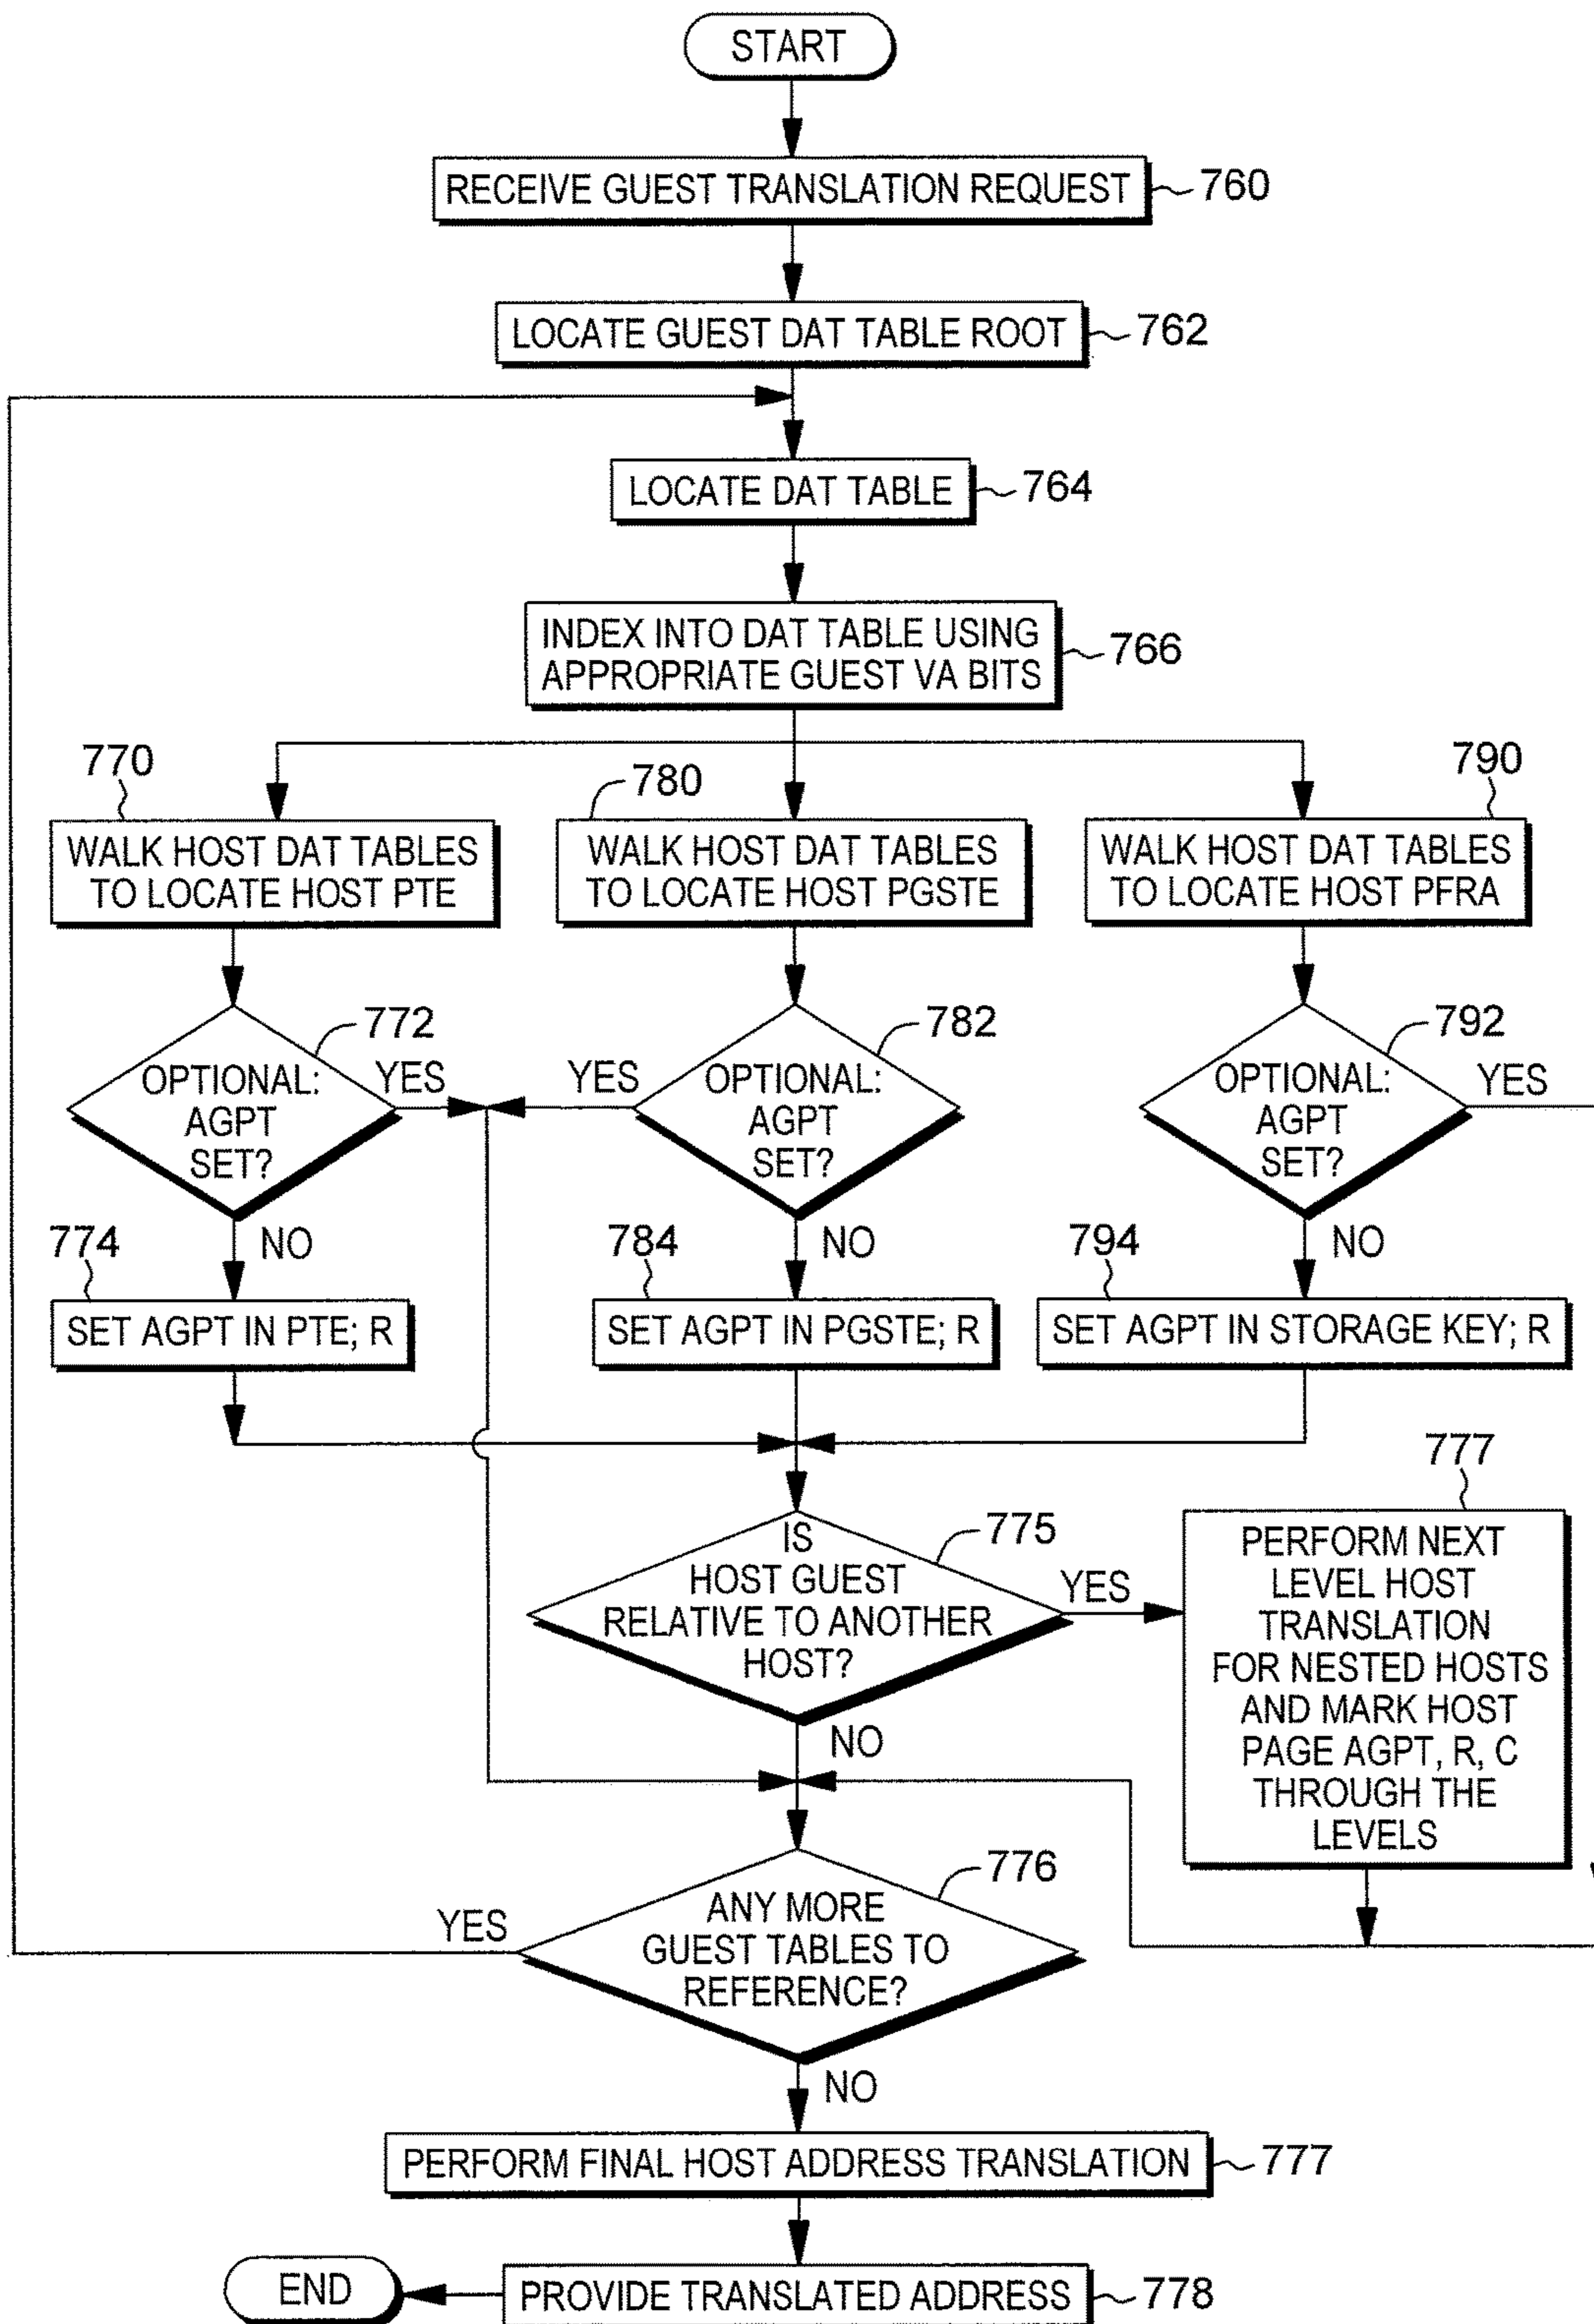 START
RECEIVE GUEST TRANSLATION REQUEST
760
LOCATE GUEST DAT TABLE ROOT
762
LOCATE DAT TABLE
764
INDEX INTO DAT TABLE USING
APPROPRIATE GUEST VA BITS
766
770
WALK HOST DAT TABLES
TO LOCATE HOST PTE
780
WALK HOST DAT TABLES
TO LOCATE HOST PGSTE
790
WALK HOST DAT TABLES
TO LOCATE HOST PFRA
772
OPTIONAL:
AGPT
SET?
YES
NO
782
OPTIONAL:
AGPT
SET?
YES
NO
792
OPTIONAL:
AGPT
SET?
YES
NO
774
SET AGPT IN PTE; R
784
SET AGPT IN PGSTE; R
794
SET AGPT IN STORAGE KEY; R
775
IS
HOST GUEST
RELATIVE TO ANOTHER
HOST?
YES
NO
777
PERFORM NEXT
LEVEL HOST
TRANSLATION
FOR NESTED HOSTS
AND MARK HOST
PAGE AGPT, R, C
THROUGH THE
LEVELS
776
ANY MORE
GUEST TABLES TO
REFERENCE?
YES
NO
PERFORM FINAL HOST ADDRESS TRANSLATION
777
PROVIDE TRANSLATED ADDRESS
778
END